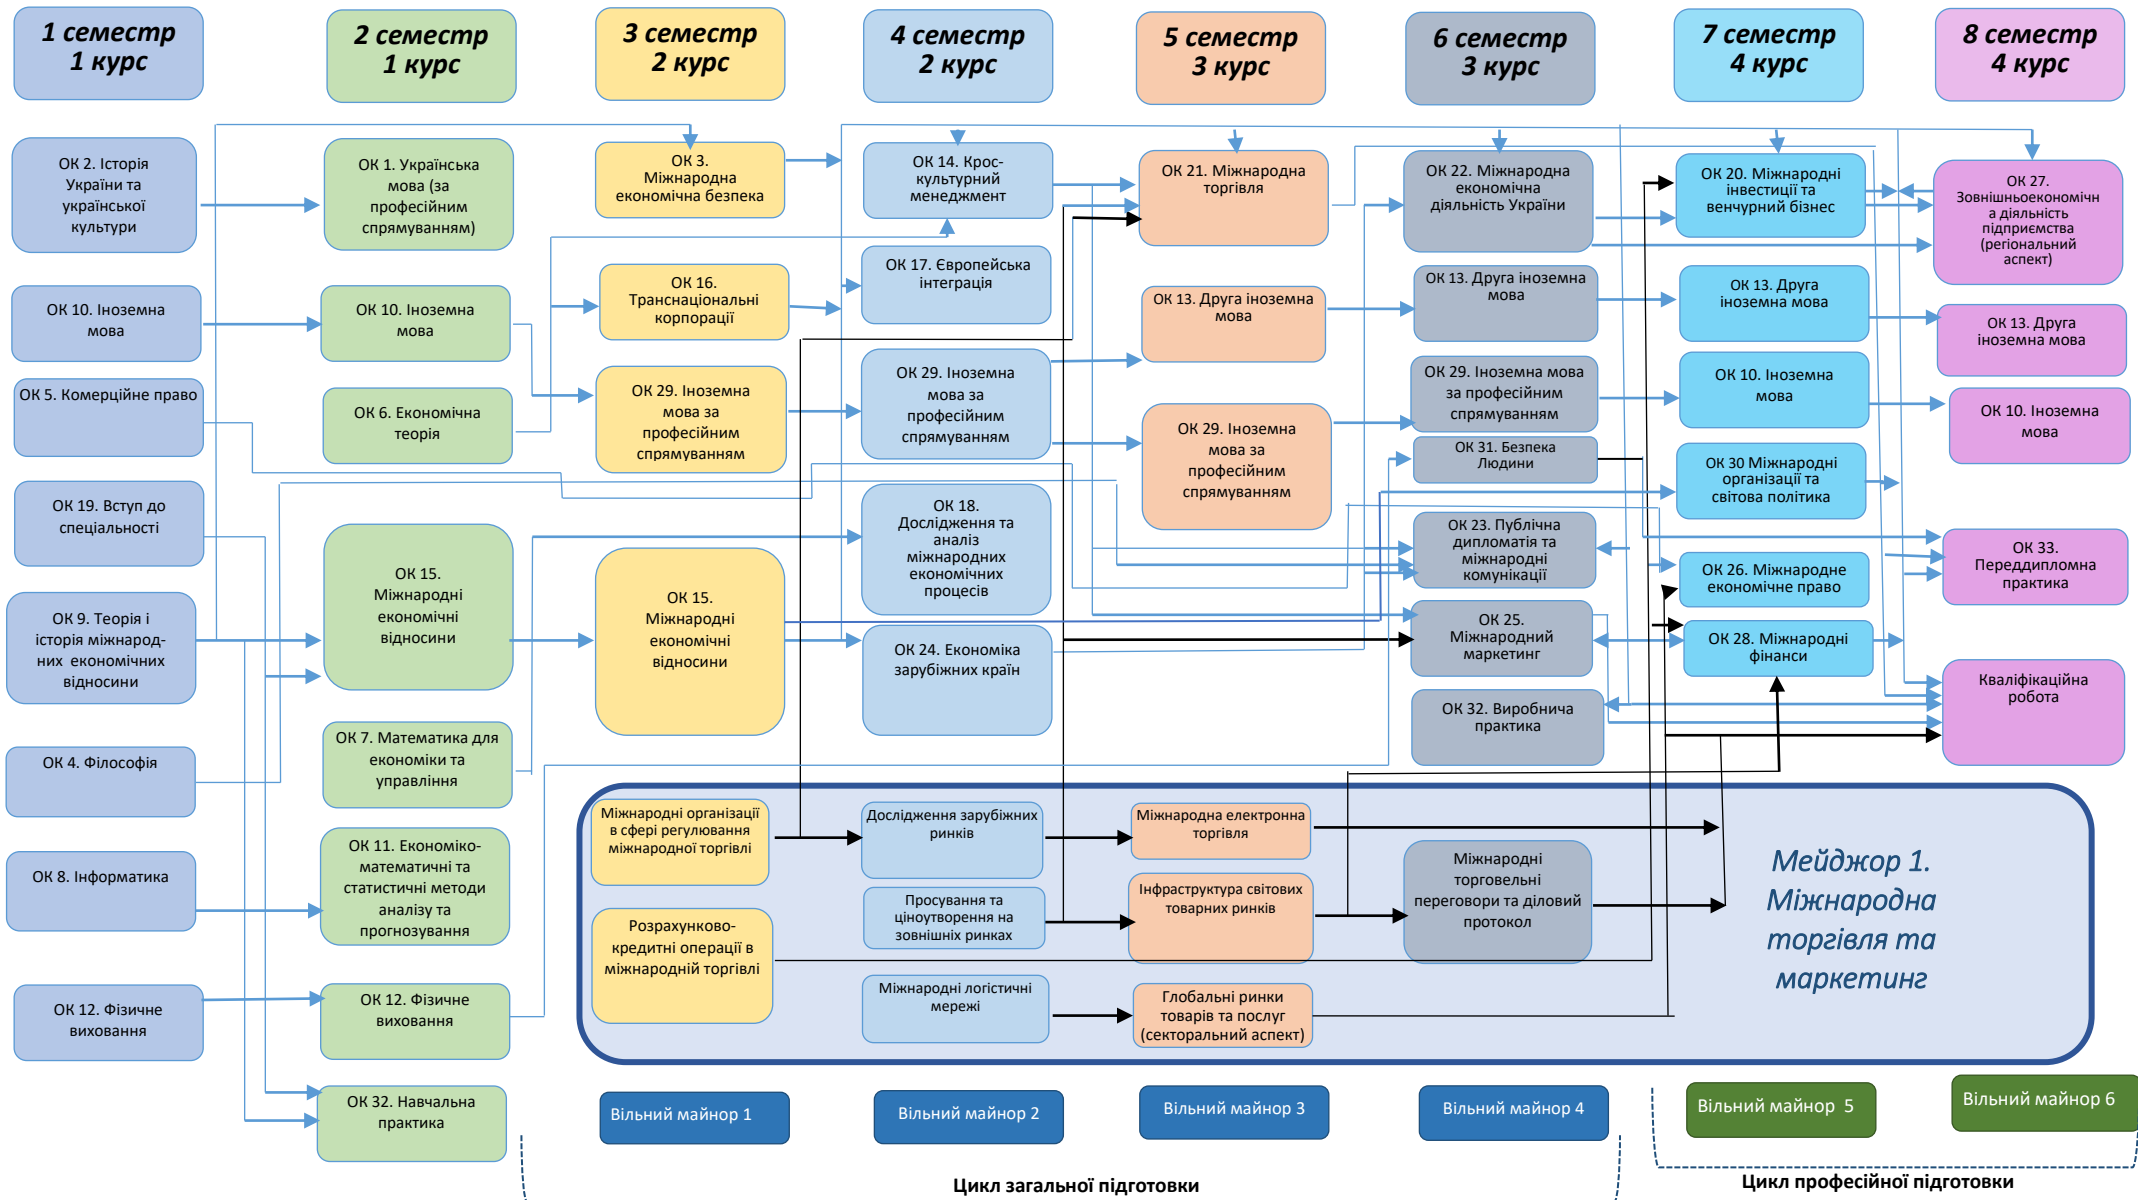 1 семестр
1 курс
2 семестр
1 курс
3 семестр
2 курс
4 семестр
2 курс
5 семестр
3 курс
6 семестр
3 курс
7 семестр
4 курс
8 семестр
4 курс
ОК 2. Історія
України та
української
культури
ОК 10. Іноземна
мова
ОК 5. Комерційне право
ОК 19. Вступ до
спеціальності
ОК 9. Теорія і
історія міжнарод-
них економічних
відносини
ОК 4. Філософія
ОК 8. Інформатика
ОК 12. Фізичне
виховання
ОК 1. Українська
мова (за
професійним
спрямуванням)
ОК 10. Іноземна
мова
ОК 6. Економічна
теорія
ОК 15.
Міжнародні
економічні
відносини
ОК 7. Математика для
економіки та
управління
ОК 11. Економіко-
математичні та
статистичні методи
аналізу та
прогнозування
ОК 12. Фізичне
виховання
ОК 32. Навчальна
практика
ОК 3.
Міжнародна
економічна безпека
ОК 16.
Транснаціональні
корпорації
ОК 29. Іноземна
мова за
професійним
спрямуванням
ОК 15.
Міжнародні
економічні
відносини
ОК 14. Крос-
культурний
менеджмент
ОК 17. Європейська
інтеграція
ОК 29. Іноземна
мова за
професійним
спрямуванням
ОК 18.
Дослідження та
аналіз
міжнародних
економічних
процесів
ОК 24. Економіка
зарубіжних країн
ОК 21. Міжнародна
торгівля
ОК 13. Друга іноземна
мова
ОК 29. Іноземна
мова за
професійним
спрямуванням
ОК 22. Міжнародна
економічна
діяльність України
ОК 13. Друга іноземна
мова
ОК 29. Іноземна мова
за професійним
спрямуванням
ОК 31. Безпека
Людини
ОК 23. Публічна
дипломатія та
міжнародні
комунікації
ОК 25.
Міжнародний
маркетинг
ОК 32. Виробнича
практика
ОК 20. Міжнародні
інвестиції та
венчурний бізнес
ОК 13. Друга
іноземна мова
ОК 10. Іноземна
мова
ОК 30 Міжнародні
організації та
світова політика
ОК 26. Міжнародне
економічне право
ОК 28. Міжнародні
фінанси
ОК 27.
Зовнішньоекономічн
а діяльність
підприємства
(регіональний
аспект)
ОК 13. Друга
іноземна мова
ОК 10. Іноземна
мова
ОК 33.
Переддипломна
практика
Кваліфікаційна
робота
Міжнародні організації
в сфері регулювання
міжнародної торгівлі
Розрахунково-
кредитні операції в
міжнародній торгівлі
Дослідження зарубіжних
ринків
Просування та
ціноутворення на
зовнішніх ринках
Міжнародні логістичні
мережі
Міжнародна електронна
торгівля
Інфраструктура світових
товарних ринків
Глобальні ринки
товарів та послуг
(секторальний аспект)
Міжнародні
торговельні
переговори та діловий
протокол
Мейджор 1.
Міжнародна
торгівля та
маркетинг
Вільний майнор 1
Вільний майнор 2
Вільний майнор 3
Вільний майнор 4
Вільний майнор 5
Вільний майнор 6
Цикл загальної підготовки
Цикл професійної підготовки